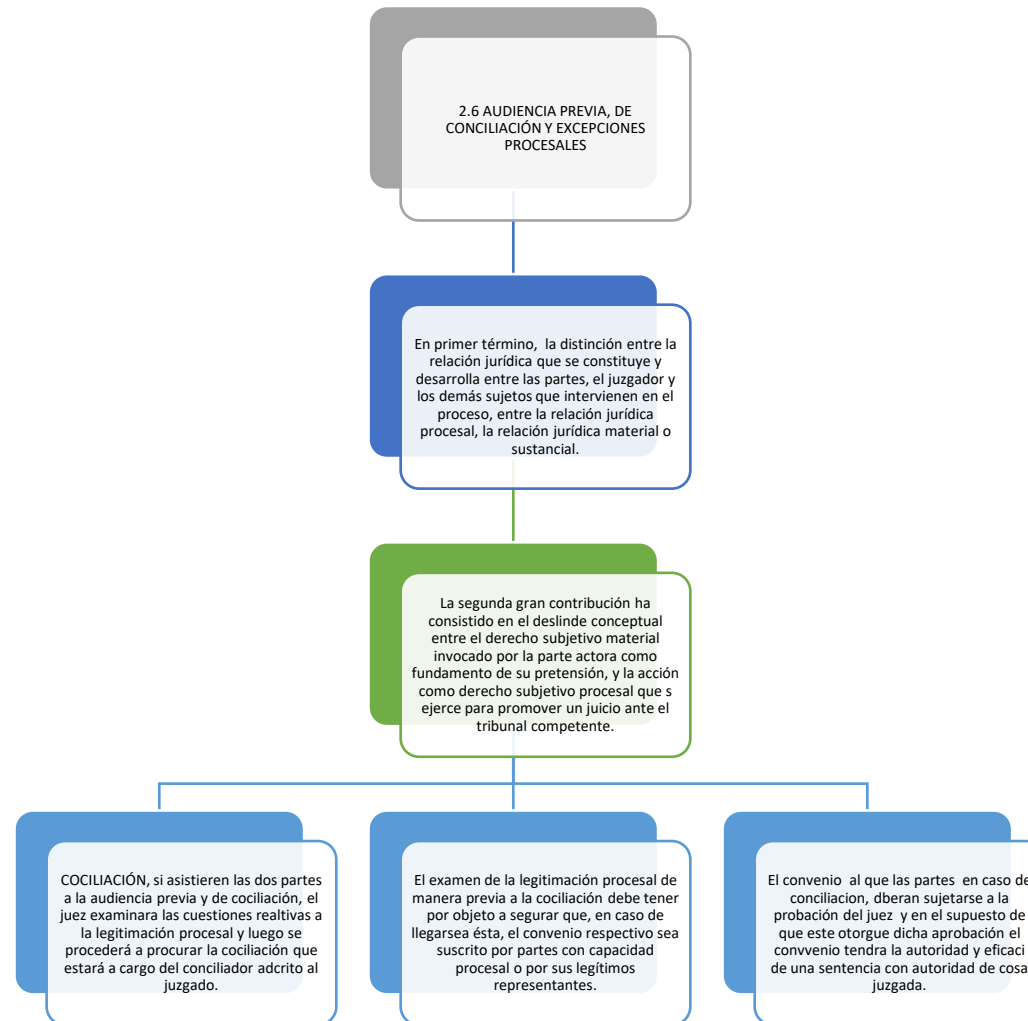 2.6 AUDIENCIA PREVIA, DE
CONCILIACIÓN Y EXCEPCIONES
PROCESALES
En primer término,  la distinción entre la
relación jurídica que se constituye y
desarrolla entre las partes, el juzgador y
los demás sujetos que intervienen en el
proceso, entre la relación jurídica
procesal, la relación jurídica material o
sustancial.
La segunda gran contribución ha
consistido en el deslinde conceptual
entre el derecho subjetivo material
invocado por la parte actora como
fundamento de su pretensión, y la acción
como derecho subjetivo procesal que s
ejerce para promover un juicio ante el
tribunal competente.
COCILIACIÓN, si asistieren las dos partes
a la audiencia previa y de cociliación, el
juez examinara las cuestiones realtivas a
la legitimación procesal y luego se
procederá a procurar la cociliación que
estará a cargo del conciliador adcrito al
juzgado.
El examen de la legitimación procesal de
manera previa a la cociliación debe tener
por objeto a segurar que, en caso de
llegarsea ésta, el convenio respectivo sea
suscrito por partes con capacidad
procesal o por sus legítimos
representantes.
El convenio  al que las partes  en caso de
conciliacion, dberan sujetarse a la
probación del juez  y en el supuesto de
que este otorgue dicha aprobación el
convvenio tendra la autoridad y eficaci
de una sentencia con autoridad de cosa
juzgada.